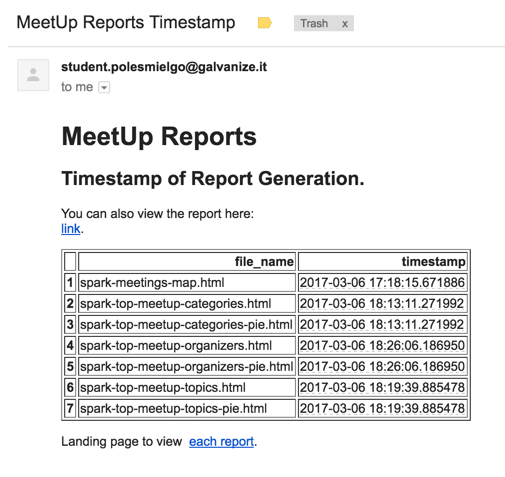 MeetUp Reports Timestamp Trash x
student.polesmielgo@galvanize.it
to me
MeetUp Reports
Timestamp of Report Generation.
You can also view the report here:
link.
file_name timestamp
1 spark-meetings-map.html 2017-03-06 17:18:15.671886
2 spark-top-meetup-categories.html 2017-03-06 18:13:11.271992
3 spark-top-meetup-categories-pie.html 2017-03-06 18:13:11.271992
4 spark-top-meetup-organizers.html 2017-03-06 18:26:06.186950
5 spark-top-meetup-organizers-pie.html 2017-03-06 18:26:06.186950
6 spark-top-meetup-topics.html 2017-03-06 18:19:39.885478
7 spark-top-meetup-topics-pie.html 2017-03-06 18:19:39.885478
Landing page to view each report.